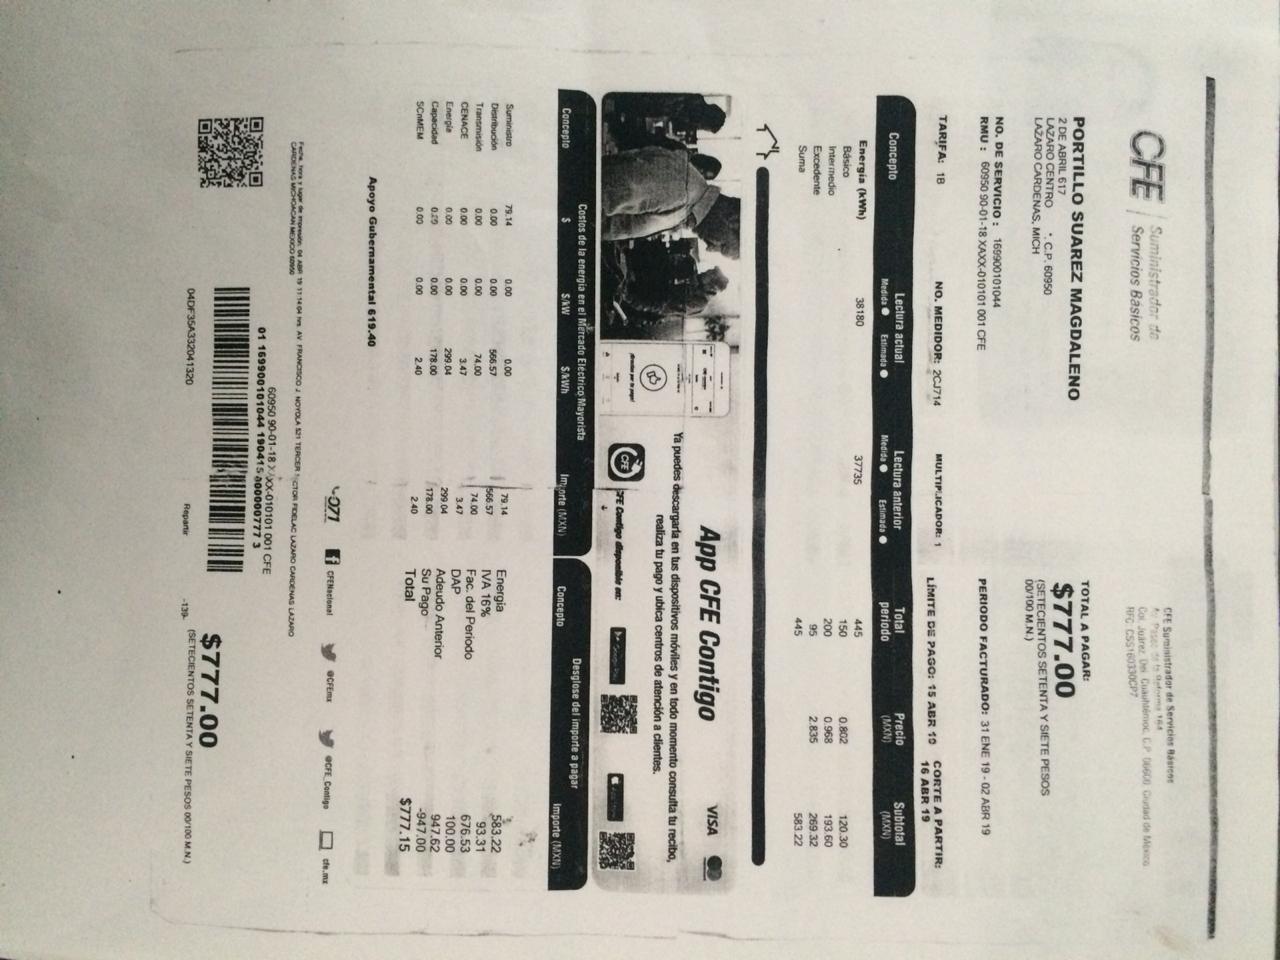 CFE
Suministrador de
Servicios Básicos
CFE Suministrador de Servicios Básicos
Av. Paseo de la Reforma 164
Col. Juárez, Del. Cuauhtémoc, C.P. 06600, Ciudad de México
RFC CSS160330CP7
PORTILLO SUAREZ MAGDALENO
2 DE ABRIL 617
LAZARO CENTRO *, C.P. 60950
LAZARO CARDENAS, MICH
TOTAL A PAGAR:
$777.00
(SETECIENTOS SETENTA Y SIETE PESOS
00/100 M.N.)
NO. DE SERVICIO : 169900101044
RMU : 60950 90-01-18 XAXX-010101 001 CFE
PERIODO FACTURADO: 31 ENE 19 - 02 ABR 19
TARIFA: 1B NO. MEDIDOR: 2CJ714 MULTIPLICADOR: 1 LÍMITE DE PAGO: 15 ABR 19 CORTE A PARTIR:
16 ABR 19
Concepto Lectura actual Lectura anterior Total Precio Subtotal
Medida Estimada Medida Estimada periodo (MXN) (MXN)
Energía (kWh) 38180 37735 445
Básico 150 0.802 120.30
Intermedio 200 0.968 193.60
Excedente 95 2.835 269.32
Suma 445 583.22
App CFE Contigo
VISA
Ya puedes descargarla en tus dispositivos móviles y en todo momento consulta tu recibo,
realiza tu pago y ubica centros de atención a clientes.
CFE
CFE Contigo disponible en:
Costos de la energía en el Mercado Eléctrico Mayorista
Concepto $ $/kW $/kWh Importe (MXN)
Suministro 79.14 0.00 0.00 79.14
Distribución 0.00 0.00 566.57 566.57
Transmisión 0.00 0.00 74.00 74.00
CENACE 0.00 0.00 3.47 3.47
Energía 0.00 0.00 299.04 299.04
Capacidad 0.00 178.00 178.00
SCnMEM 0.00 0.00 2.40 2.40
Desglose del importe a pagar
Concepto Importe (MXN)
Energía 583.22
IVA 16% 93.31
Fac. del Periodo 676.53
DAP 100.00
Adeudo Anterior 947.62
Su Pago -947.00
Total $777.15
Apoyo Gubernamental 619.40
071 CFENacional @CFEmx @CFE_Contigo cfe.mx
Fecha, hora y lugar de impresión: 04 ABR 19 11:14:04 hrs. AV FRANCISCO J. NOYOLA 521 TERCER FIDELAC LAZARO CARDENAS LAZARO
CARDENAS MICHOACAN MEXICO 60950
60950 90-01-18 XAXX-010101 001 CFE
01 169900101044 190415 000000777 3
$777.00
04DF35A332041320 Repartir -139- (SETECIENTOS SETENTA Y SIETE PESOS 00/100 M.N.)